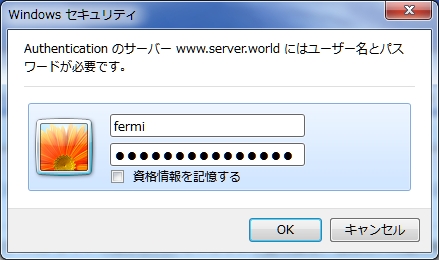 Windows セキュリティ
Authentication のサーバー www.server.world にはユーザー名とパス
ワードが必要です。
fermi
●●●●●●●●●●●●●●●
資格情報を記憶する
OK
キャンセル